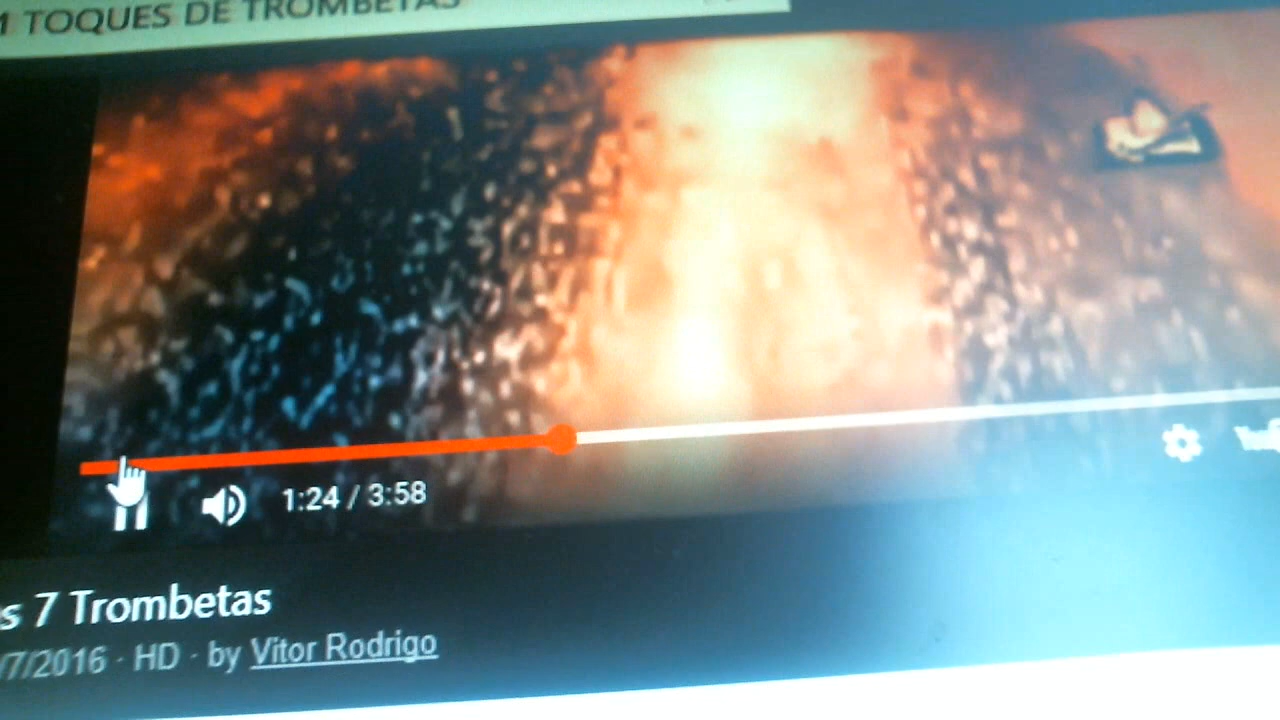 TOQUES DE TROMBETAS
1:24 / 3:58
s 7 Trombetas
/7/2016 · HD · by Vitor Rodrigo